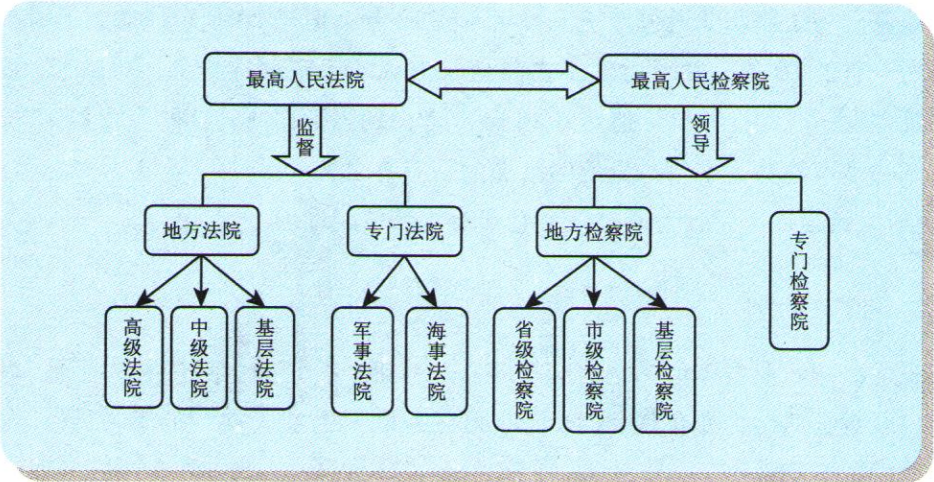 最高人民法院
最高人民检察院
监督
领导
地方法院
专门法院
地方检察院
专门检察院
高级法院
中级法院
基层法院
军事法院
海事法院
省级检察院
市级检察院
基层检察院